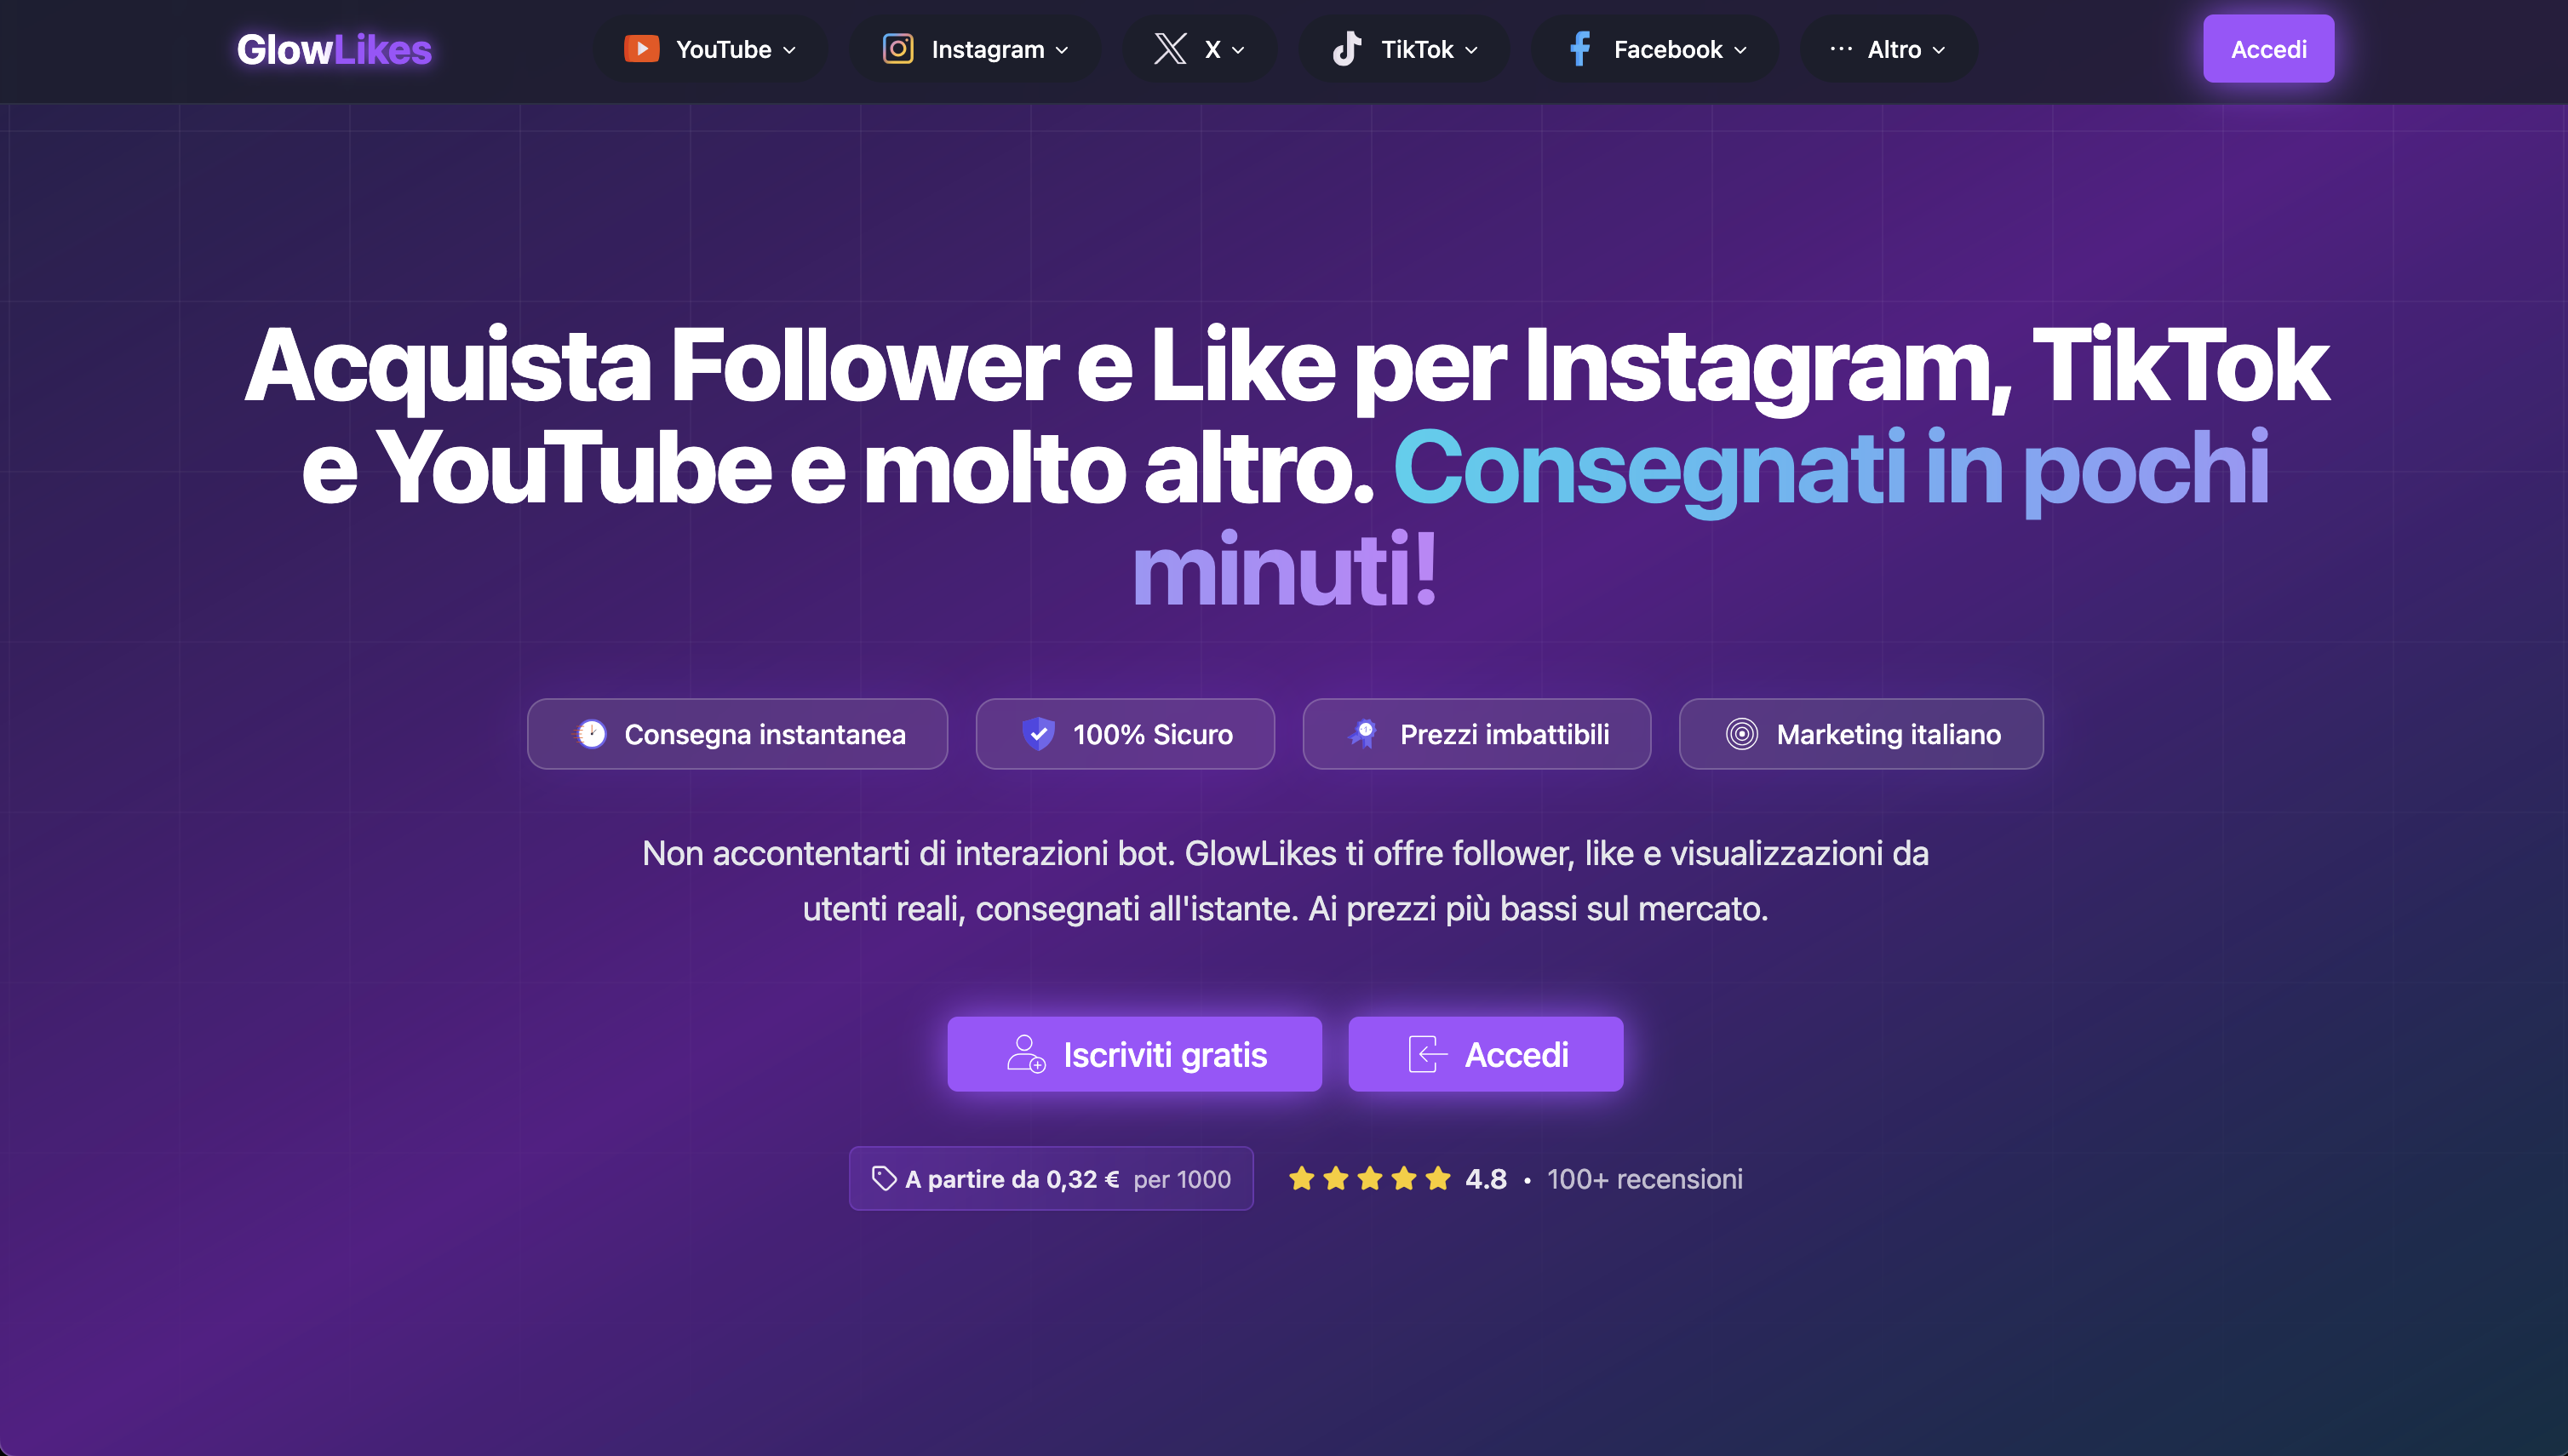 GlowLikes
YouTube
Instagram
X
TikTok
Facebook
··· Altro
Accedi
Acquista Follower e Like per Instagram, TikTok
e YouTube e molto altro. Consegnati in pochi
minuti!
Consegna instantanea
100% Sicuro
Prezzi imbattibili
Marketing italiano
Non accontentarti di interazioni bot. GlowLikes ti offre follower, like e visualizzazioni da
utenti reali, consegnati all'istante. Ai prezzi più bassi sul mercato.
Iscriviti gratis
Accedi
A partire da 0,32 € per 1000
4.8 • 100+ recensioni